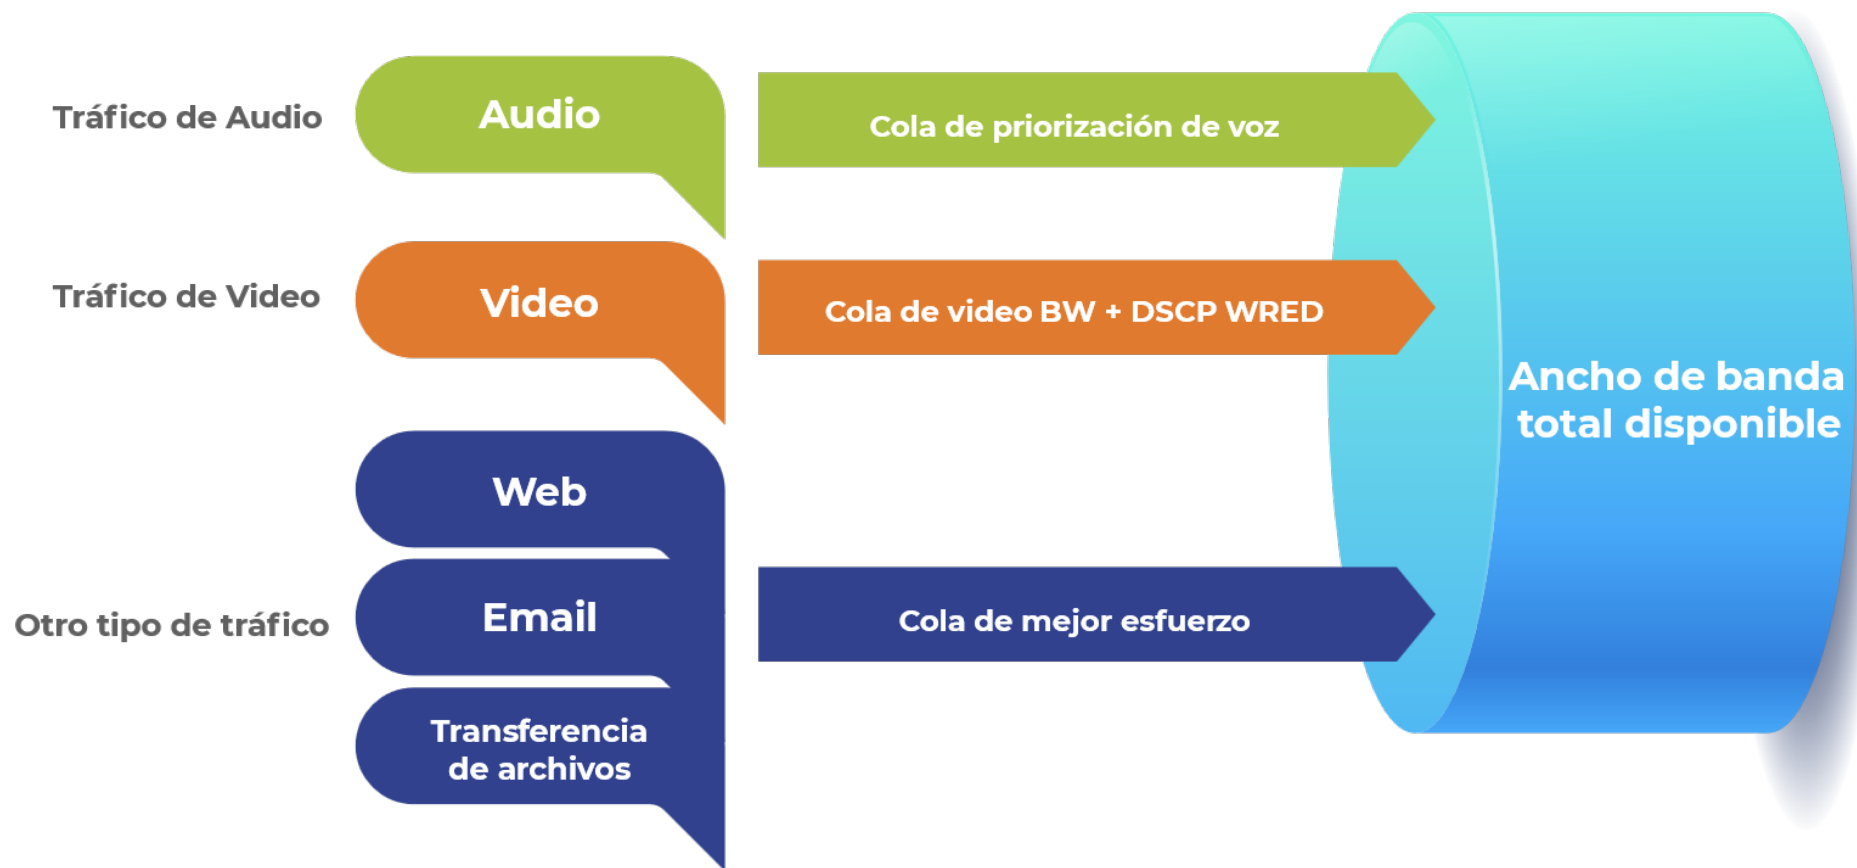 Tráfico de Audio
Audio
Cola de priorización de voz
Tráfico de Video
Video
Cola de video BW + DSCP WRED
Ancho de banda
total disponible
Web
Otro tipo de tráfico
Email
Cola de mejor esfuerzo
Transferencia
de archivos